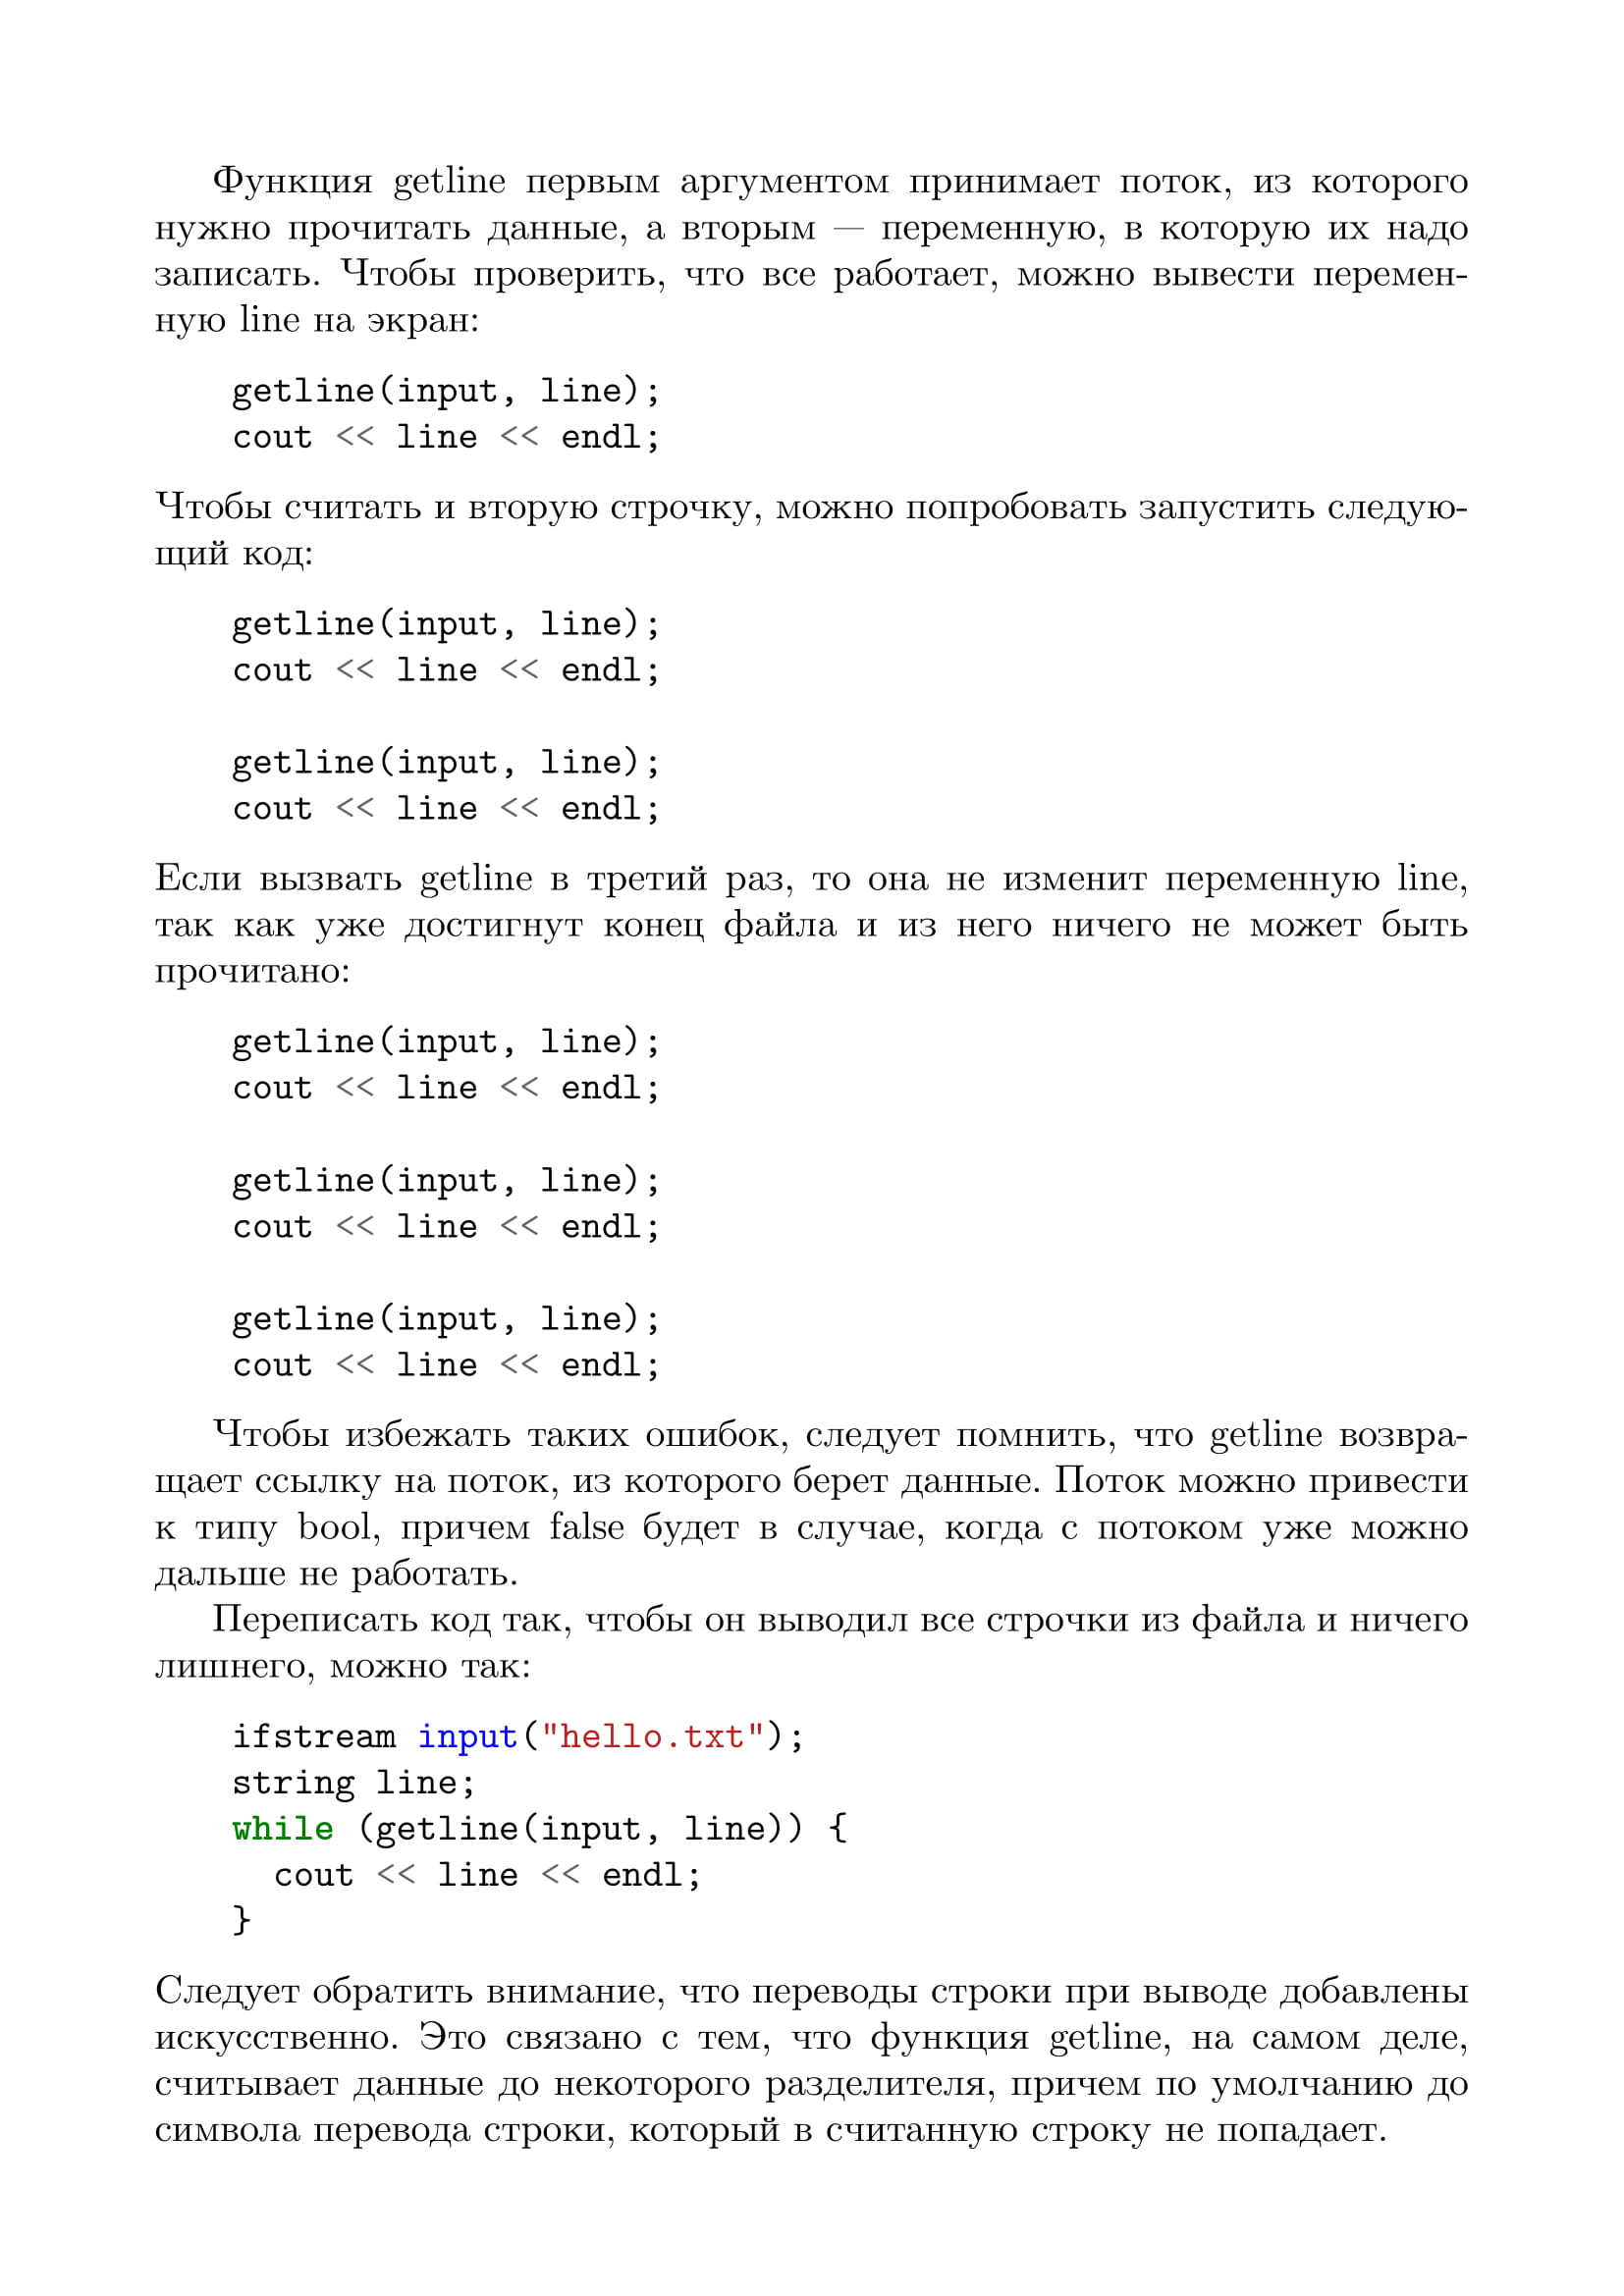 Функция getline первым аргументом принимает поток, из которого
нужно прочитать данные, а вторым — переменную, в которую их надо
записать. Чтобы проверить, что все работает, можно вывести перемен-
ную line на экран:
getline(input, line);
cout << line << endl;
Чтобы считать и вторую строчку, можно попробовать запустить следую-
щий код:
getline(input, line);
cout << line << endl;
getline(input, line);
cout << line << endl;
Если вызвать getline в третий раз, то она не изменит переменную line,
так как уже достигнут конец файла и из него ничего не может быть
прочитано:
getline(input, line);
cout << line << endl;
getline(input, line);
cout << line << endl;
getline(input, line);
cout << line << endl;
Чтобы избежать таких ошибок, следует помнить, что getline возвра-
щает ссылку на поток, из которого берет данные. Поток можно привести
к типу bool, причем false будет в случае, когда с потоком уже можно
дальше не работать.
Переписать код так, чтобы он выводил все строчки из файла и ничего
лишнего, можно так:
ifstream input("hello.txt");
string line;
while (getline(input, line)) {
  cout << line << endl;
}
Следует обратить внимание, что переводы строки при выводе добавлены
искусственно. Это связано с тем, что функция getline, на самом деле,
считывает данные до некоторого разделителя, причем по умолчанию до
символа перевода строки, который в считанную строку не попадает.